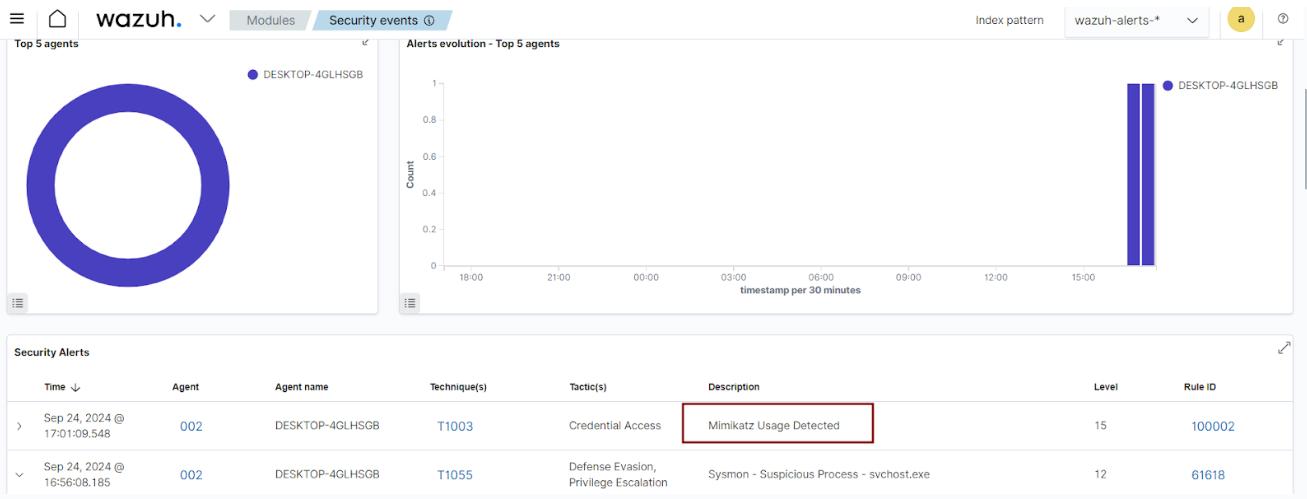 wazuh. Modules Security events Index pattern wazuh-alerts-* a
Top 5 agents
DESKTOP-4GLHSGB
Alerts evolution - Top 5 agents
DESKTOP-4GLHSGB
Count
1
0.8
0.6
0.4
0.2
0
18:00 21:00 00:00 03:00 06:00 09:00 12:00 15:00
timestamp per 30 minutes
Security Alerts
Time Agent Agent name Technique(s) Tactic(s) Description Level Rule ID
Sep 24, 2024 @
17:01:09.548 002 DESKTOP-4GLHSGB T1003 Credential Access Mimikatz Usage Detected 15 100002
Sep 24, 2024 @
16:56:08.185 002 DESKTOP-4GLHSGB T1055 Defense Evasion,
Privilege Escalation Sysmon - Suspicious Process - svchost.exe 12 61618